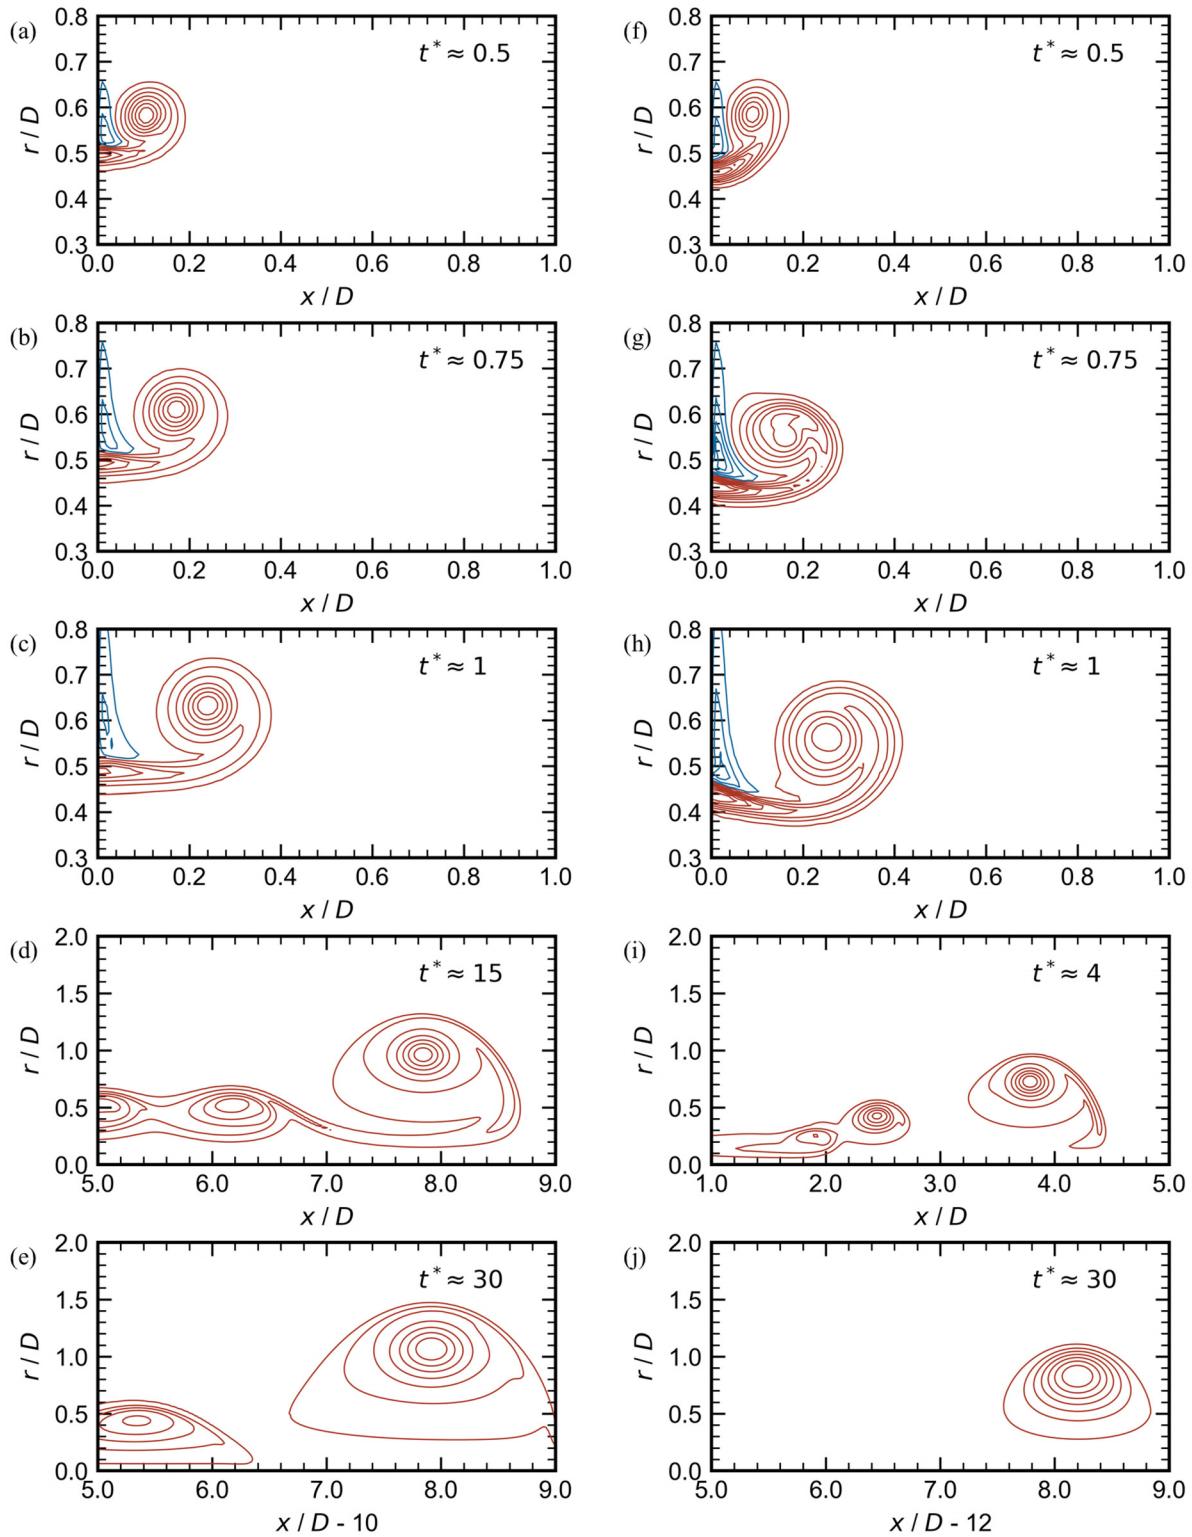 (a)
t* ≈ 0.5
r / D
0.8
0.7
0.6
0.5
0.4
0.3
0.0 0.2 0.4 0.6 0.8 1.0
x / D
(f)
t* ≈ 0.5
r / D
0.8
0.7
0.6
0.5
0.4
0.3
0.0 0.2 0.4 0.6 0.8 1.0
x / D
(b)
t* ≈ 0.75
r / D
0.8
0.7
0.6
0.5
0.4
0.3
0.0 0.2 0.4 0.6 0.8 1.0
x / D
(g)
t* ≈ 0.75
r / D
0.8
0.7
0.6
0.5
0.4
0.3
0.0 0.2 0.4 0.6 0.8 1.0
x / D
(c)
t* ≈ 1
r / D
0.8
0.7
0.6
0.5
0.4
0.3
0.0 0.2 0.4 0.6 0.8 1.0
x / D
(h)
t* ≈ 1
r / D
0.8
0.7
0.6
0.5
0.4
0.3
0.0 0.2 0.4 0.6 0.8 1.0
x / D
(d)
t* ≈ 15
r / D
2.0
1.5
1.0
0.5
0.0
5.0 6.0 7.0 8.0 9.0
x / D
(i)
t* ≈ 4
r / D
2.0
1.5
1.0
0.5
0.0
1.0 2.0 3.0 4.0 5.0
x / D
(e)
t* ≈ 30
r / D
2.0
1.5
1.0
0.5
0.0
5.0 6.0 7.0 8.0 9.0
x / D - 10
(j)
t* ≈ 30
r / D
2.0
1.5
1.0
0.5
0.0
5.0 6.0 7.0 8.0 9.0
x / D - 12